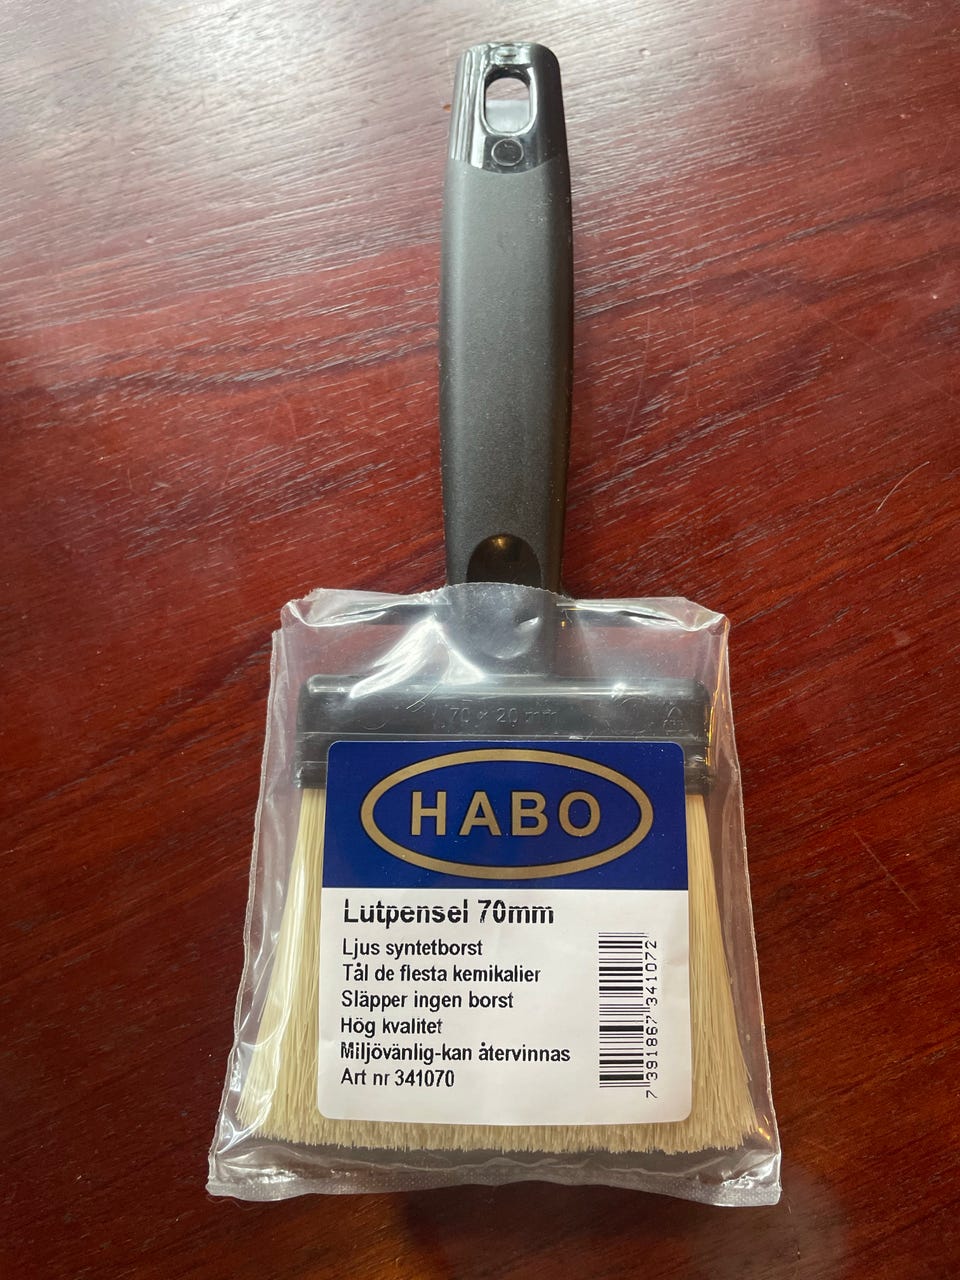 70 × 20 mm
HABO
Lutpensel 70mm
Ljus syntetborst
Tål de flesta kemikalier
Släpper ingen borst
Hög kvalitet
Miljövänlig-kan återvinnas
Art nr 341070
7 391867 341072